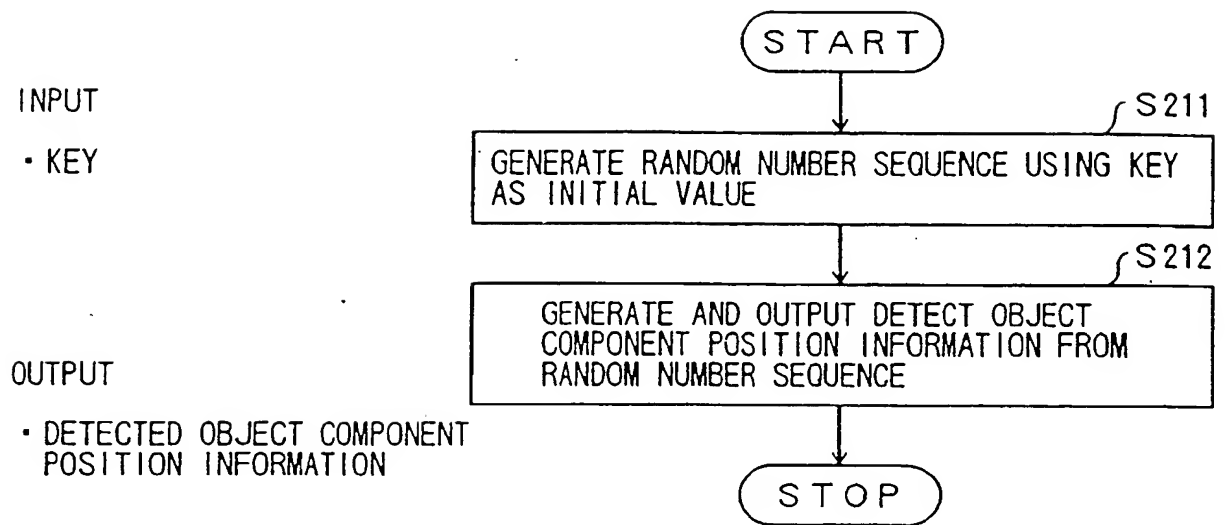 START
INPUT
S211
· KEY
GENERATE RANDOM NUMBER SEQUENCE USING KEY
AS INITIAL VALUE
S212
GENERATE AND OUTPUT DETECT OBJECT
COMPONENT POSITION INFORMATION FROM
RANDOM NUMBER SEQUENCE
OUTPUT
· DETECTED OBJECT COMPONENT
POSITION INFORMATION
STOP